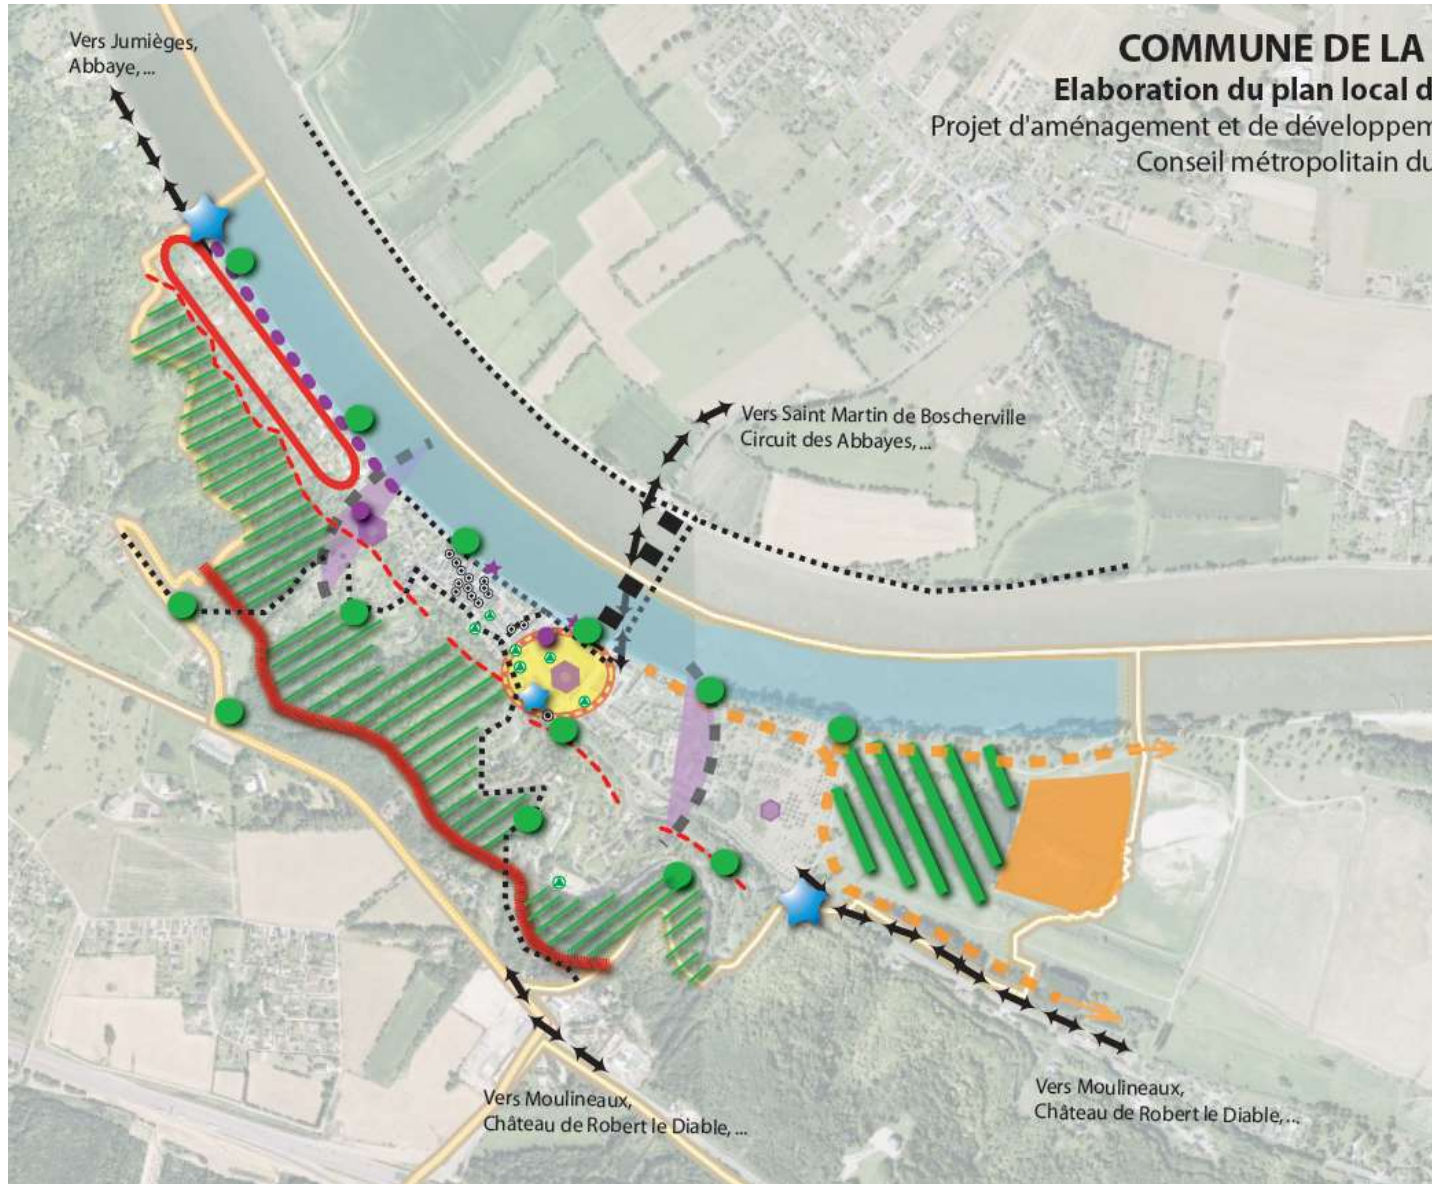 Vers Jumièges,
Abbaye,...
COMMUNE DE LA
Elaboration du plan local d
Projet d'aménagement et de développem
Conseil métropolitain du
Vers Saint Martin de Boscherville
Circuit des Abbayes,...
Vers Moulineaux,
Château de Robert le Diable,...
Vers Moulineaux,
Château de Robert le Diable,...